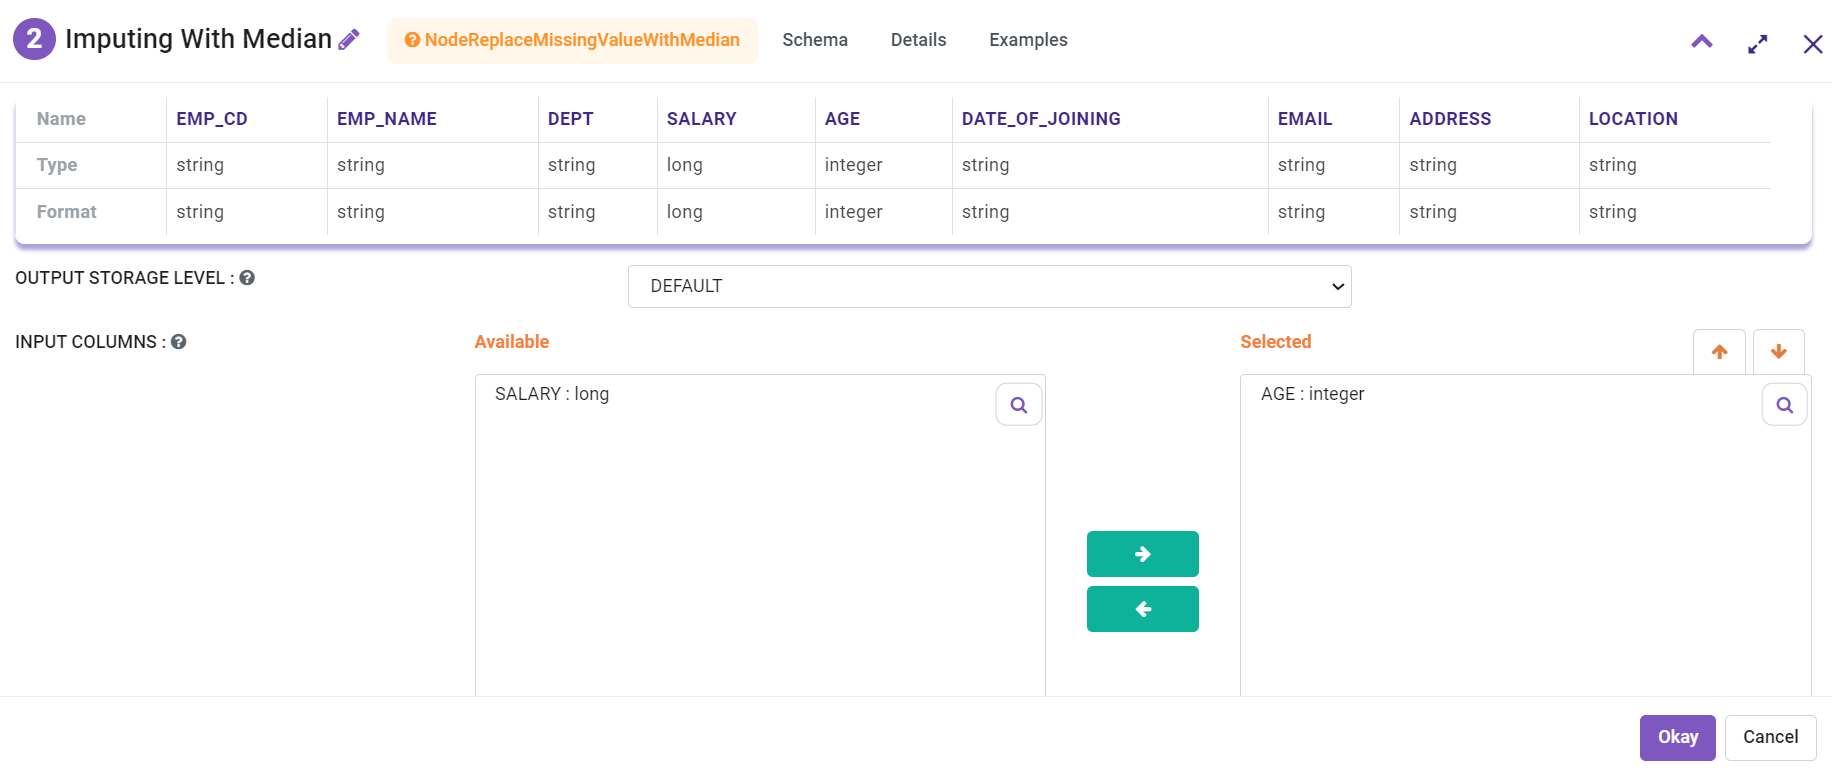 2 Imputing With Median NodeReplaceMissingValueWithMedian Schema Details Examples
Name EMP_CD EMP_NAME DEPT SALARY AGE DATE_OF_JOINING EMAIL ADDRESS LOCATION
Type string string string long integer string string string string
Format string string string long integer string string string string
OUTPUT STORAGE LEVEL : DEFAULT
INPUT COLUMNS : Available Selected
SALARY : long AGE : integer
Okay Cancel